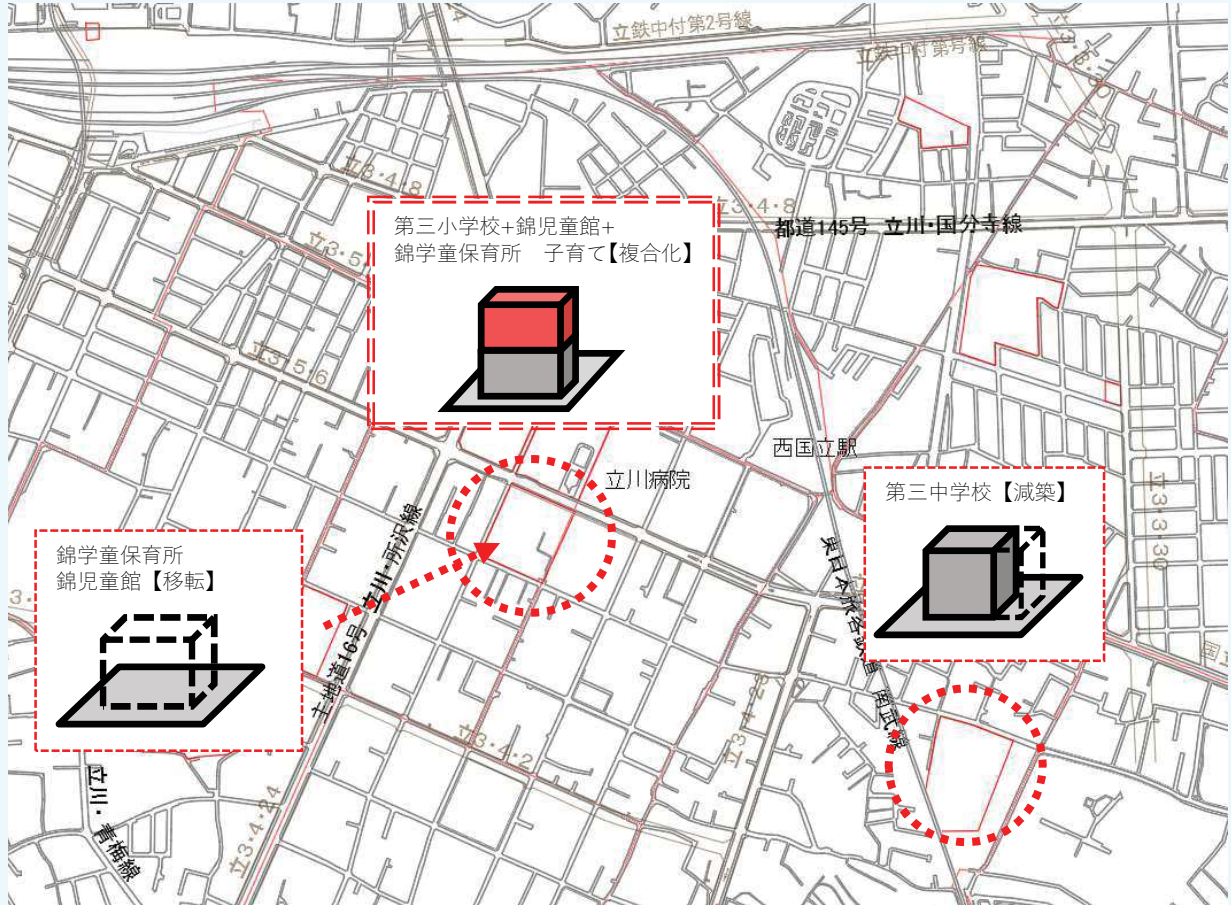 立鉄中付第2号線
立鉄中付第号線
立3・4・8
立3・4・8
都道145号 立川・国分寺線
第三小学校+錦児童館+
錦学童保育所 子育て【複合化】
立3・5・6
西国立駅
立川病院
第三中学校【減築】
立3・3・30
錦学童保育所
錦児童館【移転】
主地道16号 立川・所沢線
東日本旅客鉄道 南武線
立3・4・28
立3・4・2
立3・4・24
立川・青梅線